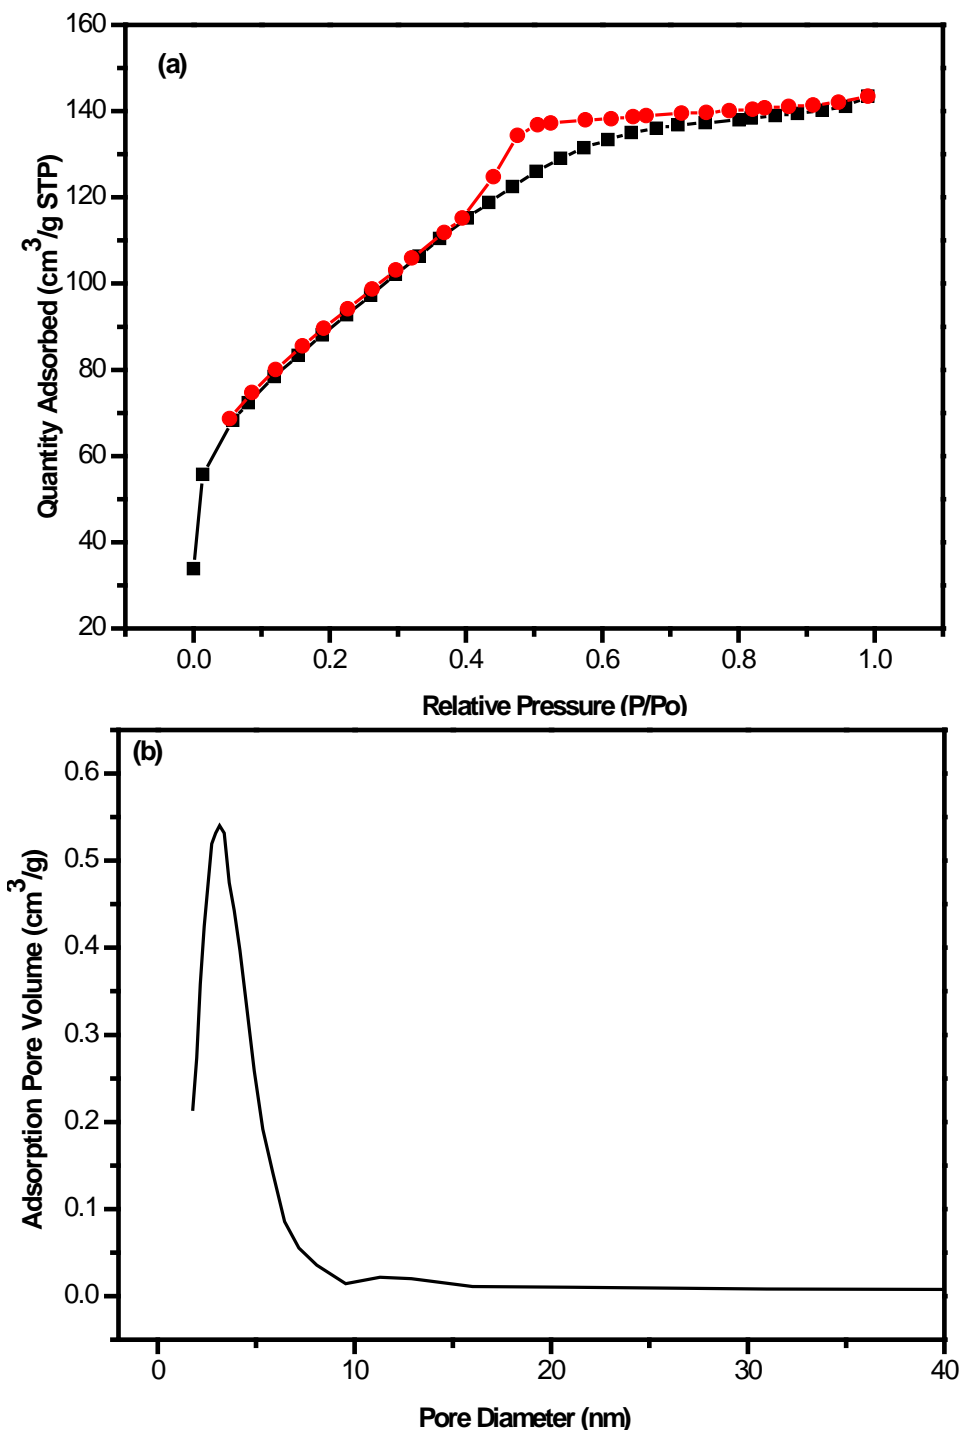 (a)
160
140
120
100
80
60
40
20
Quantity Adsorbed (cm³/g STP)
0.0 0.2 0.4 0.6 0.8 1.0
Relative Pressure (P/Po)
(b)
0.6
0.5
0.4
0.3
0.2
0.1
0.0
Adsorption Pore Volume (cm³/g)
0 10 20 30 40
Pore Diameter (nm)